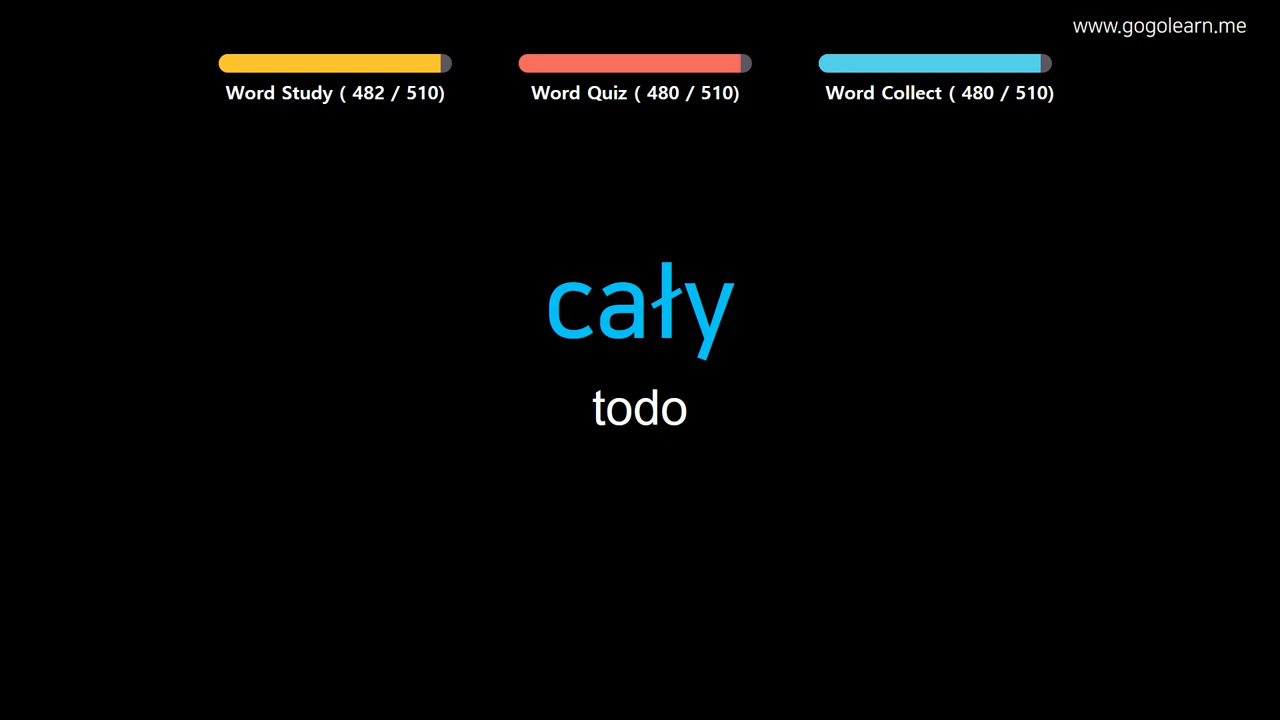 www.gogolearn.me
Word Study ( 482 / 510)
Word Quiz ( 480 / 510)
Word Collect ( 480 / 510)
cały
todo